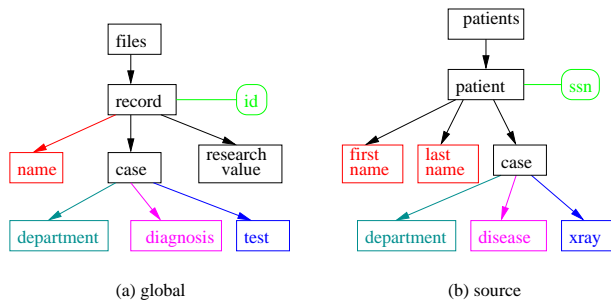 files
record
id
name
case
research
value
department
diagnosis
test
(a) global
patients
patient
ssn
first
name
last
name
case
department
disease
xray
(b) source